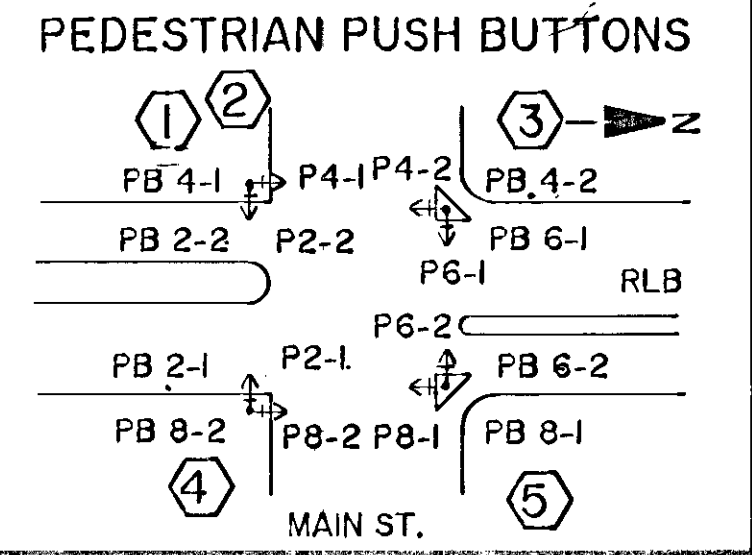 PEDESTRIAN PUSH BUTTONS
1 2 3 N
PB 4-1 P4-1 P4-2 PB 4-2
PB 2-2 P2-2 PB 6-1
P6-1 RLB
P6-2
PB 2-1 P2-1 PB 6-2
PB 8-2 P8-2 P8-1 PB 8-1
4 5
MAIN ST.